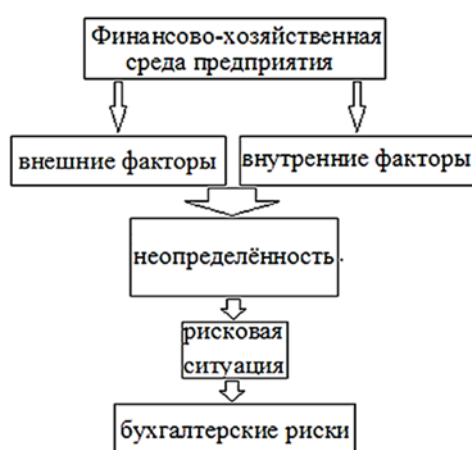 Финансово-хозяйственная
среда предприятия
внешние факторы
внутренние факторы
неопределённость
рисковая
ситуация
бухгалтерские риски